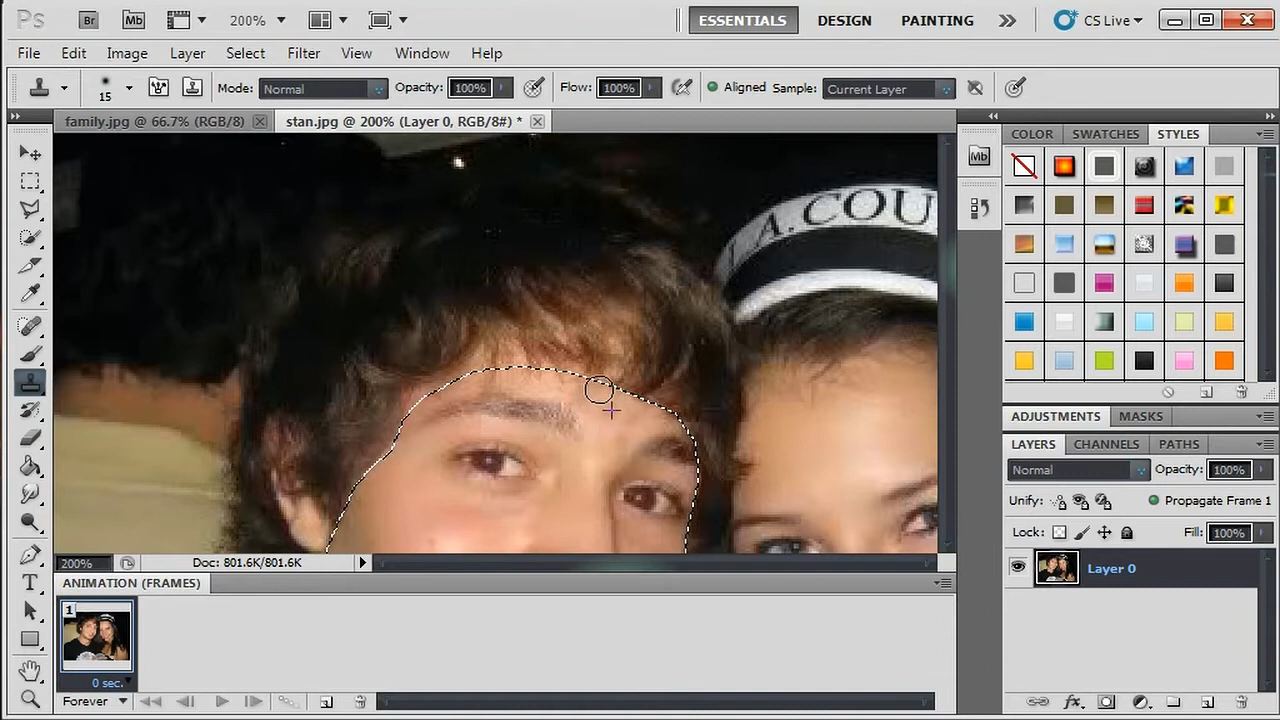 Ps Br Mb 200% ESSENTIALS DESIGN PAINTING CS Live
File Edit Image Layer Select Filter View Window Help
15 Mode: Normal Opacity: 100% Flow: 100% Aligned Sample: Current Layer
family.jpg @ 66.7% (RGB/8) stan.jpg @ 200% (Layer 0, RGB/8#) *
COLOR SWATCHES STYLES
Mb
L.A.COU
ADJUSTMENTS MASKS
LAYERS CHANNELS PATHS
Normal Opacity: 100%
Unify: Propagate Frame 1
Lock: Fill: 100%
Layer 0
200% Doc: 801.6K/801.6K
ANIMATION (FRAMES)
1
0 sec.
Forever
T
fx